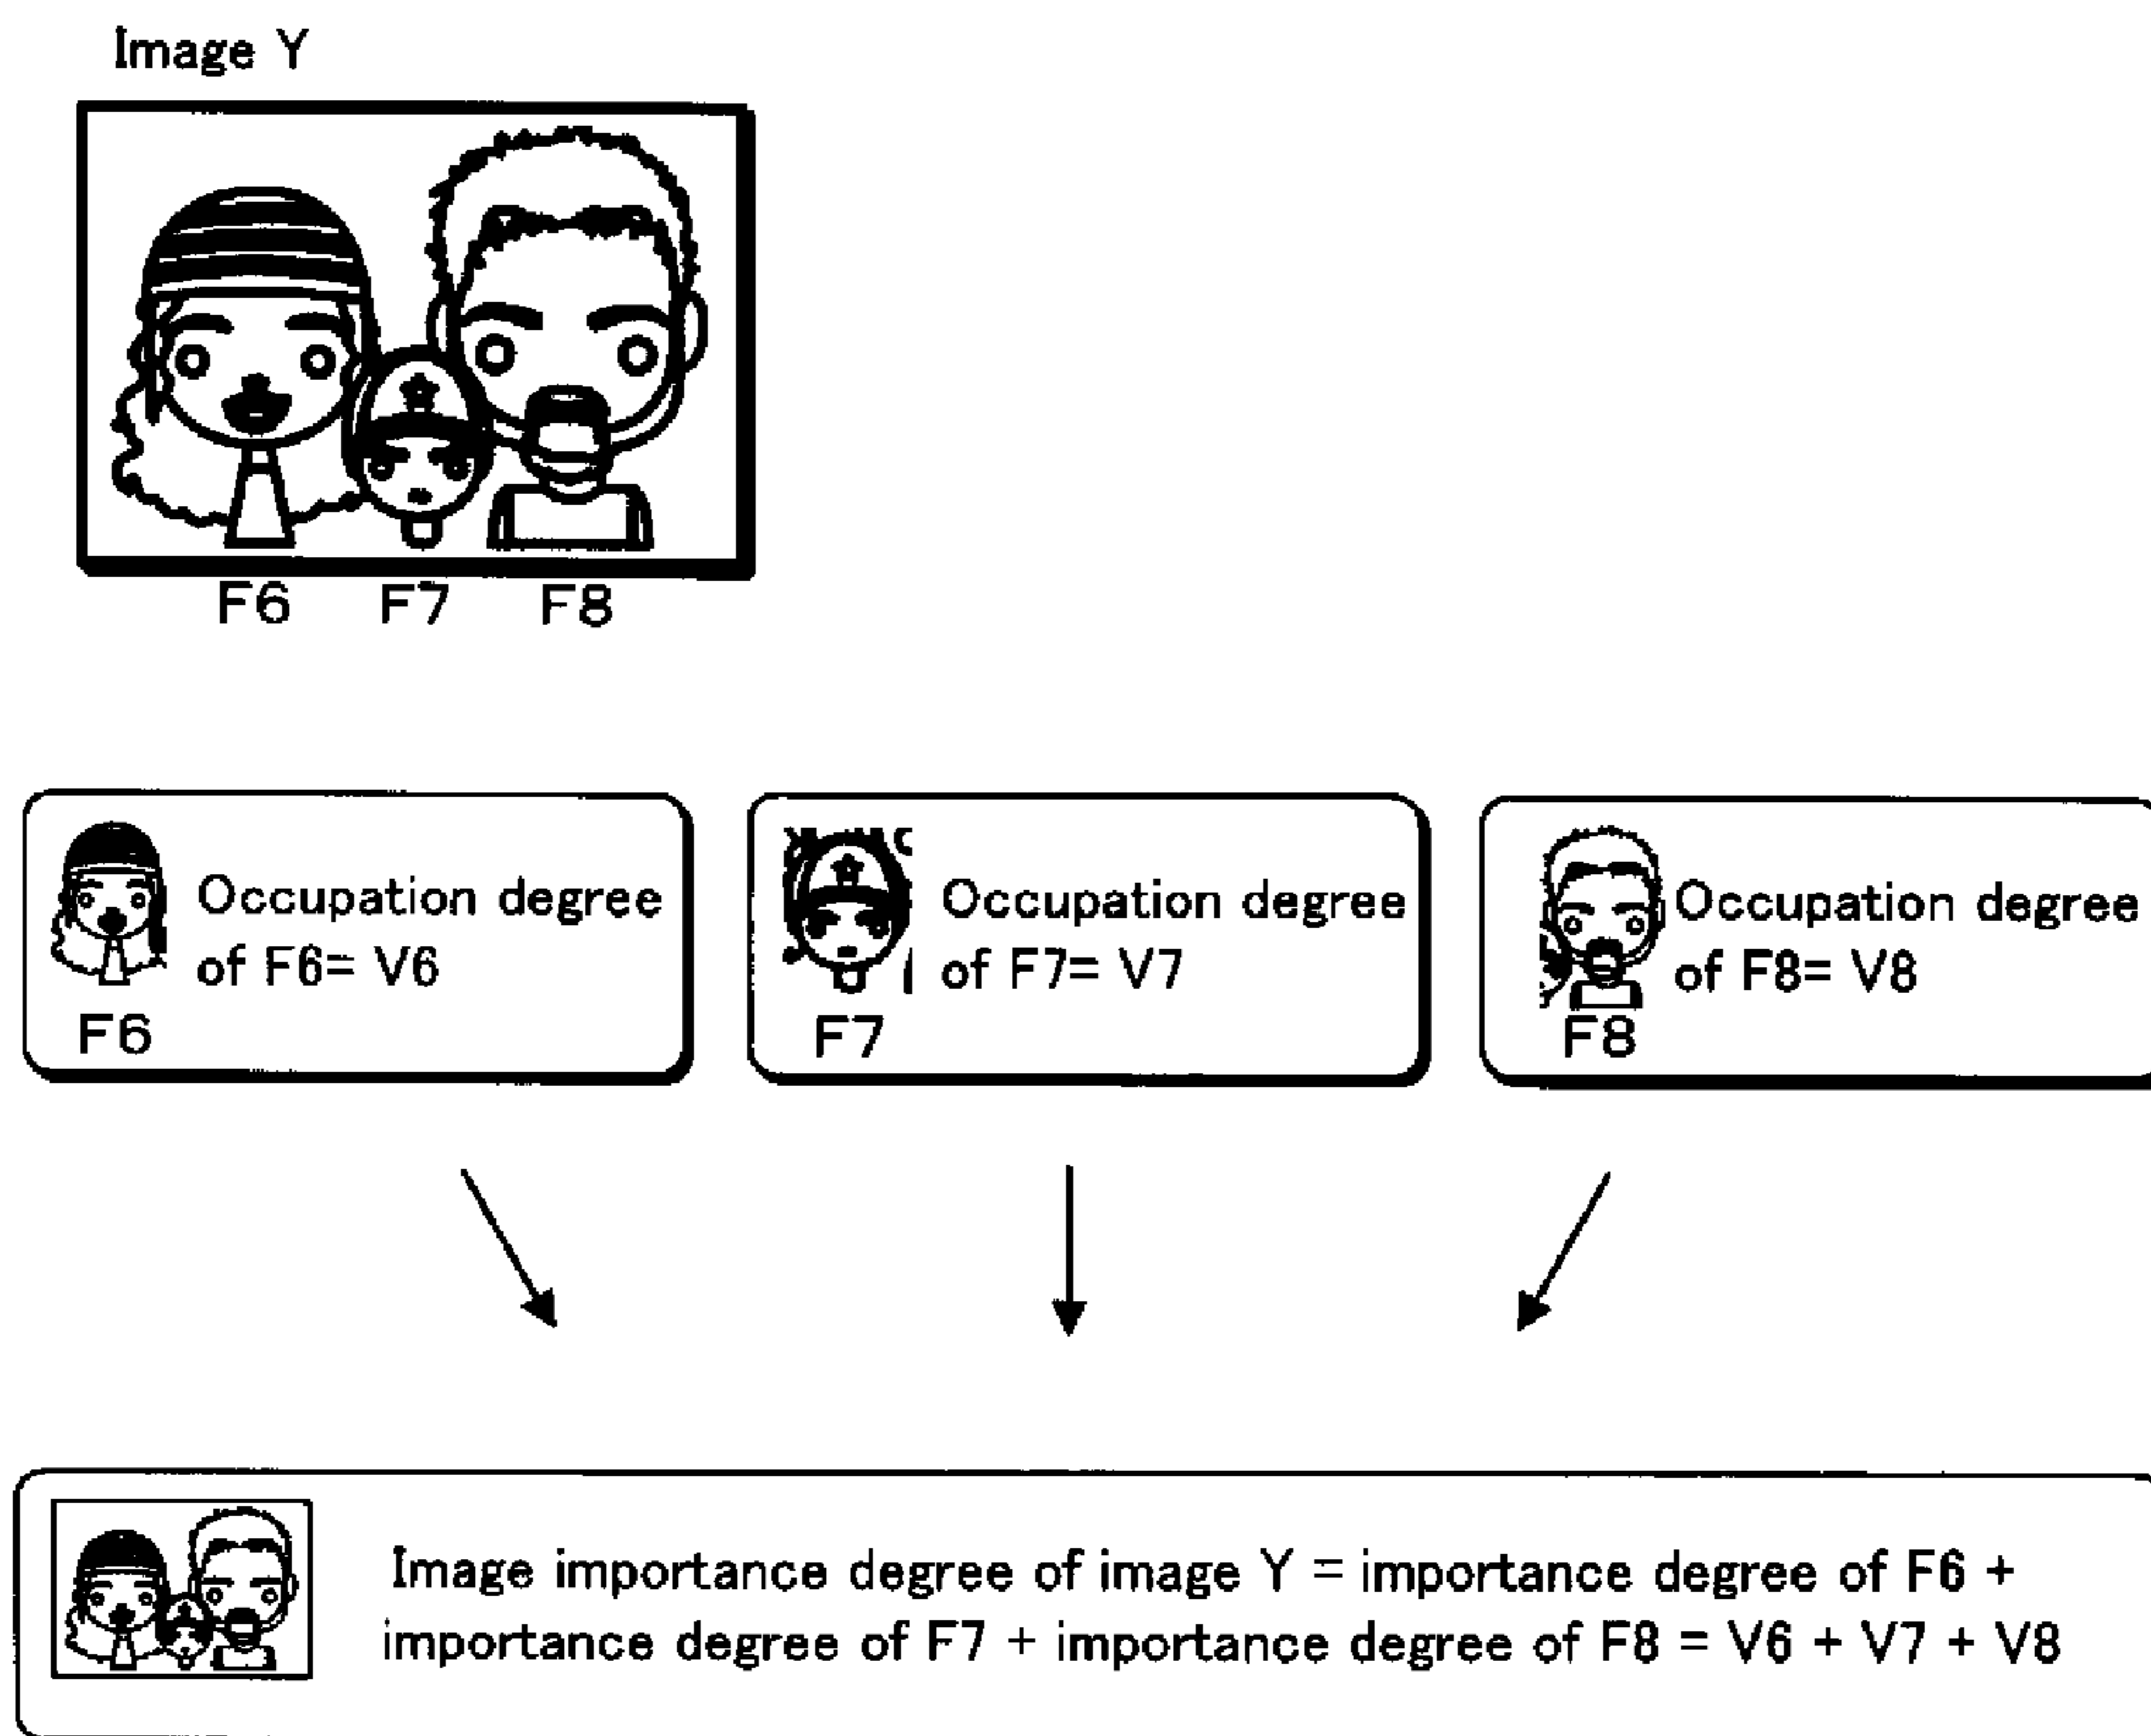 Image Y
F6 F7 F8
Occupation degree
of F6= V6
F6
Occupation degree
of F7= V7
F7
Occupation degree
of F8= V8
F8
Image importance degree of image Y = importance degree of F6 +
importance degree of F7 + importance degree of F8 = V6 + V7 + V8